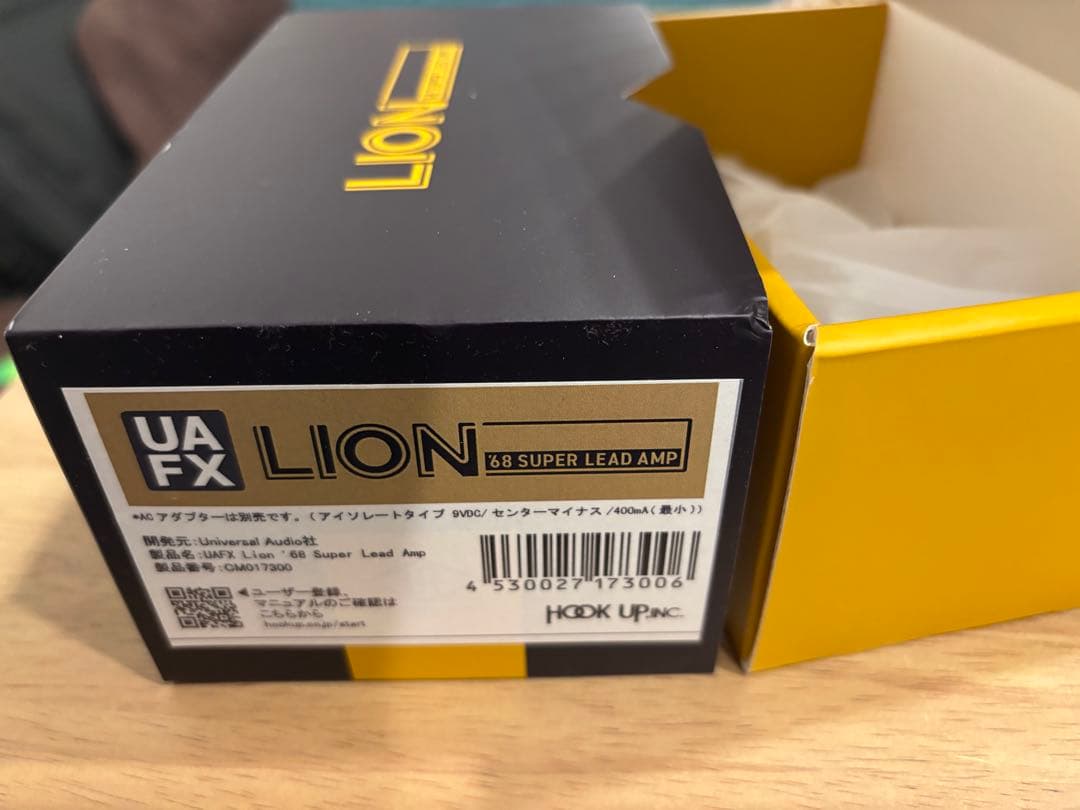 LION
UA
FX
LION
'68 SUPER LEAD AMP
*ACアダプターは別売です。(アイソレートタイプ 9VDC/センターマイナス/400mA(最小))
開発元:Universal Audio社
製品名:UAFX Lion '68 Super Lead Amp
製品番号:CM017300
◀ユーザー登録、
マニュアルのご確認は
こちらから
hookup.co.jp/start
4 530027 173006
HOOK UP,INC.